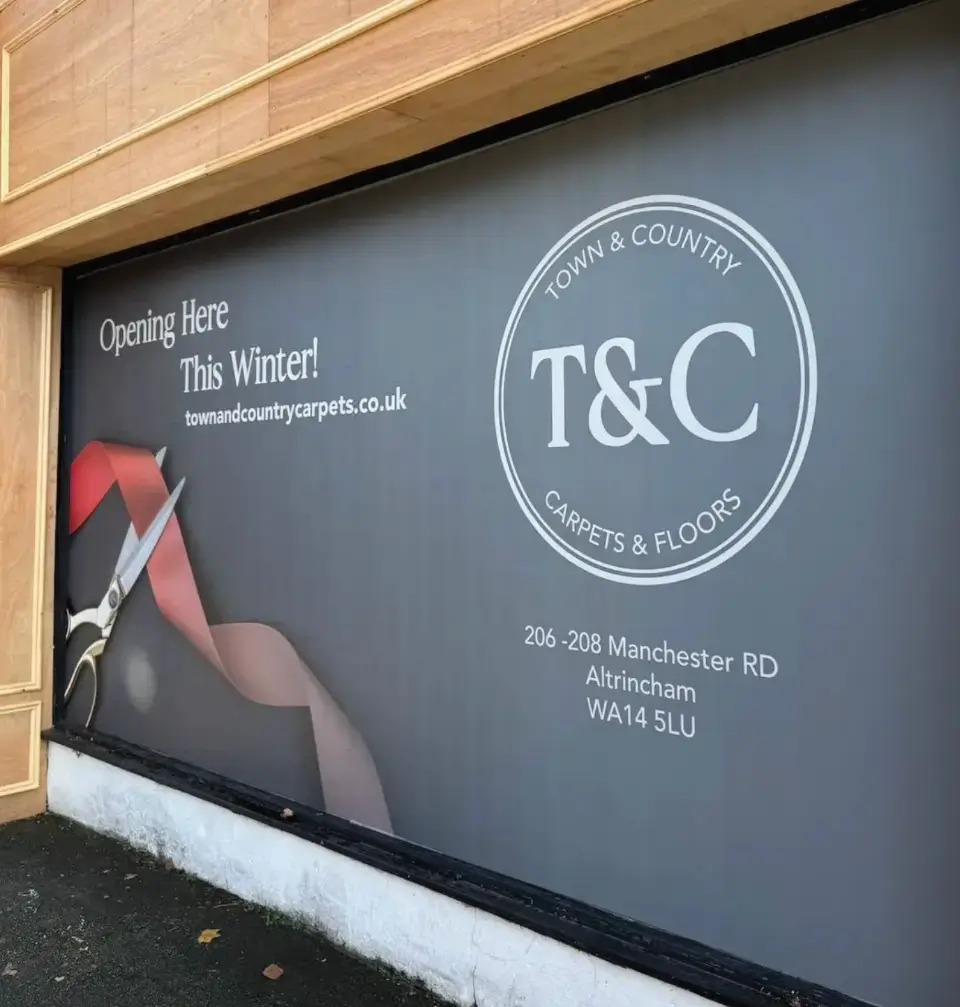 Opening Here
This Winter!
townandcountrycarpets.co.uk
TOWN & COUNTRY
T&C
CARPETS & FLOORS
206 -208 Manchester RD
Altrincham
WA14 5LU